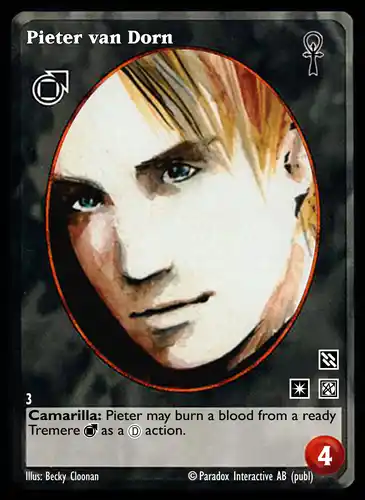 Pieter van Dorn
3
Camarilla: Pieter may burn a blood from a ready
Tremere as a D action.
4
Illus: Becky Cloonan
© Paradox Interactive AB (publ)